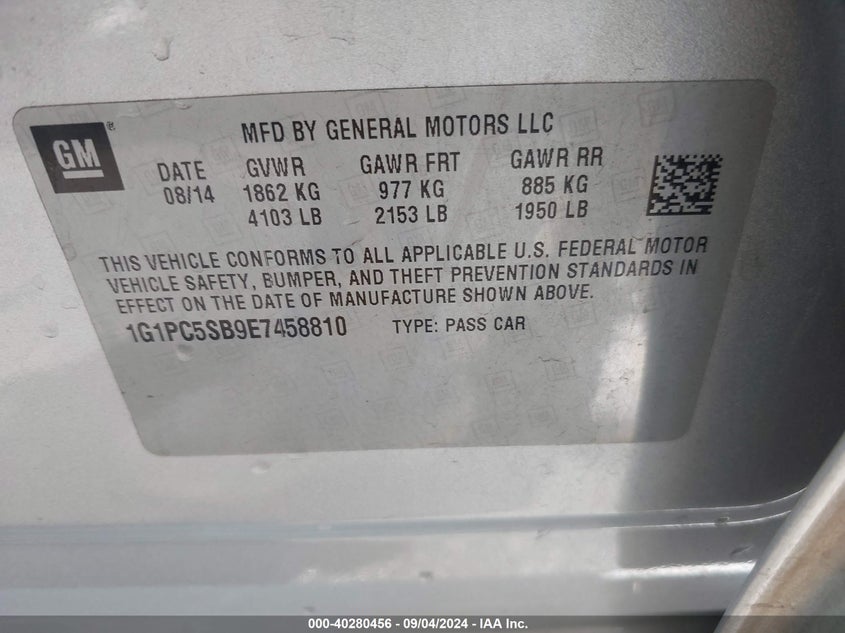 GM®
MFD BY GENERAL MOTORS LLC
DATE GVWR GAWR FRT GAWR RR
08/14 1862 KG 977 KG 885 KG
4103 LB 2153 LB 1950 LB
THIS VEHICLE CONFORMS TO ALL APPLICABLE U.S. FEDERAL MOTOR
VEHICLE SAFETY, BUMPER, AND THEFT PREVENTION STANDARDS IN
EFFECT ON THE DATE OF MANUFACTURE SHOWN ABOVE.
1G1PC5SB9E7458810 TYPE: PASS CAR
000-40280456 - 09/04/2024 - IAA Inc.